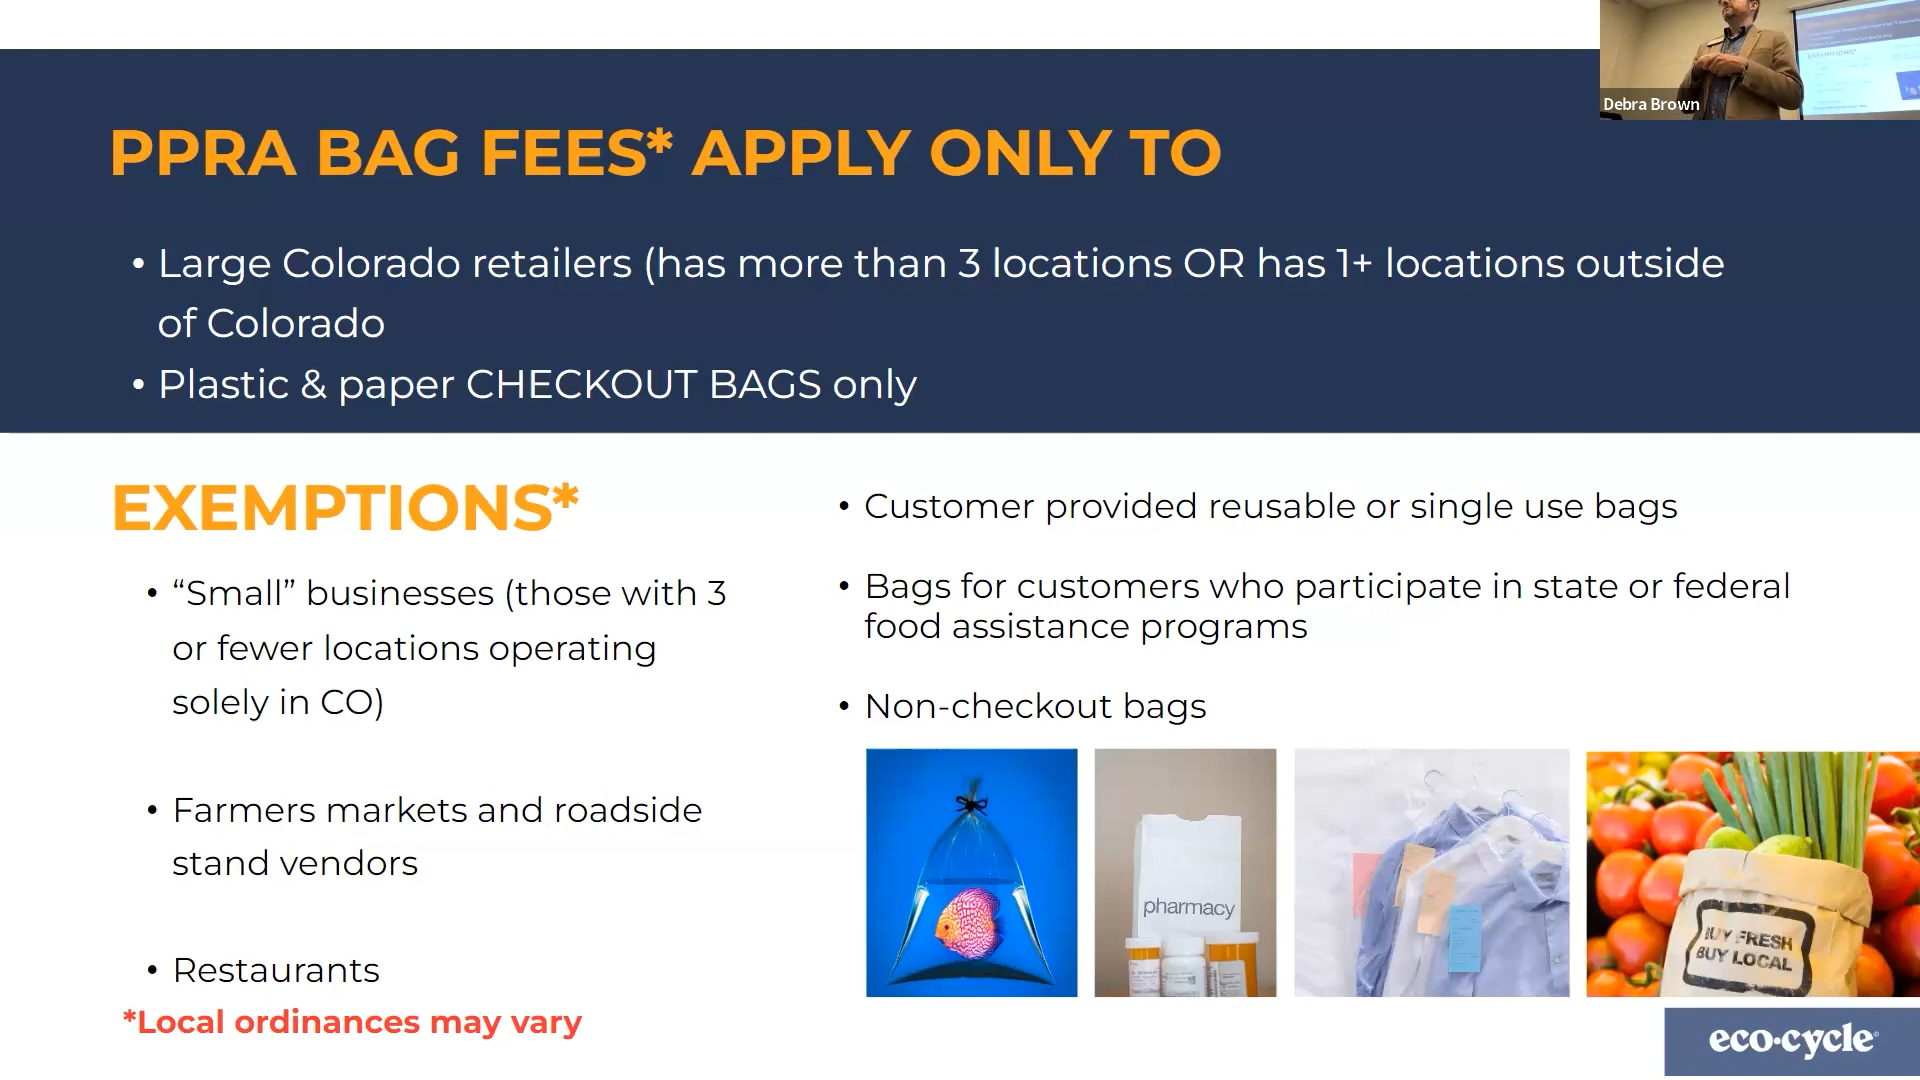 Debra Brown
PPRA BAG FEES* APPLY ONLY TO
• Large Colorado retailers (has more than 3 locations OR has 1+ locations outside
of Colorado
• Plastic & paper CHECKOUT BAGS only
EXEMPTIONS*
• “Small” businesses (those with 3
or fewer locations operating
solely in CO)
• Farmers markets and roadside
stand vendors
• Restaurants
*Local ordinances may vary
• Customer provided reusable or single use bags
• Bags for customers who participate in state or federal
food assistance programs
• Non-checkout bags
pharmacy
BUY FRESH
BUY LOCAL
eco•cycle®